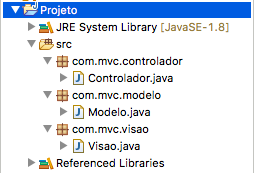 Projeto
JRE System Library [JavaSE-1.8]
src
com.mvc.controlador
Controlador.java
com.mvc.modelo
Modelo.java
com.mvc.visao
Visao.java
Referenced Libraries